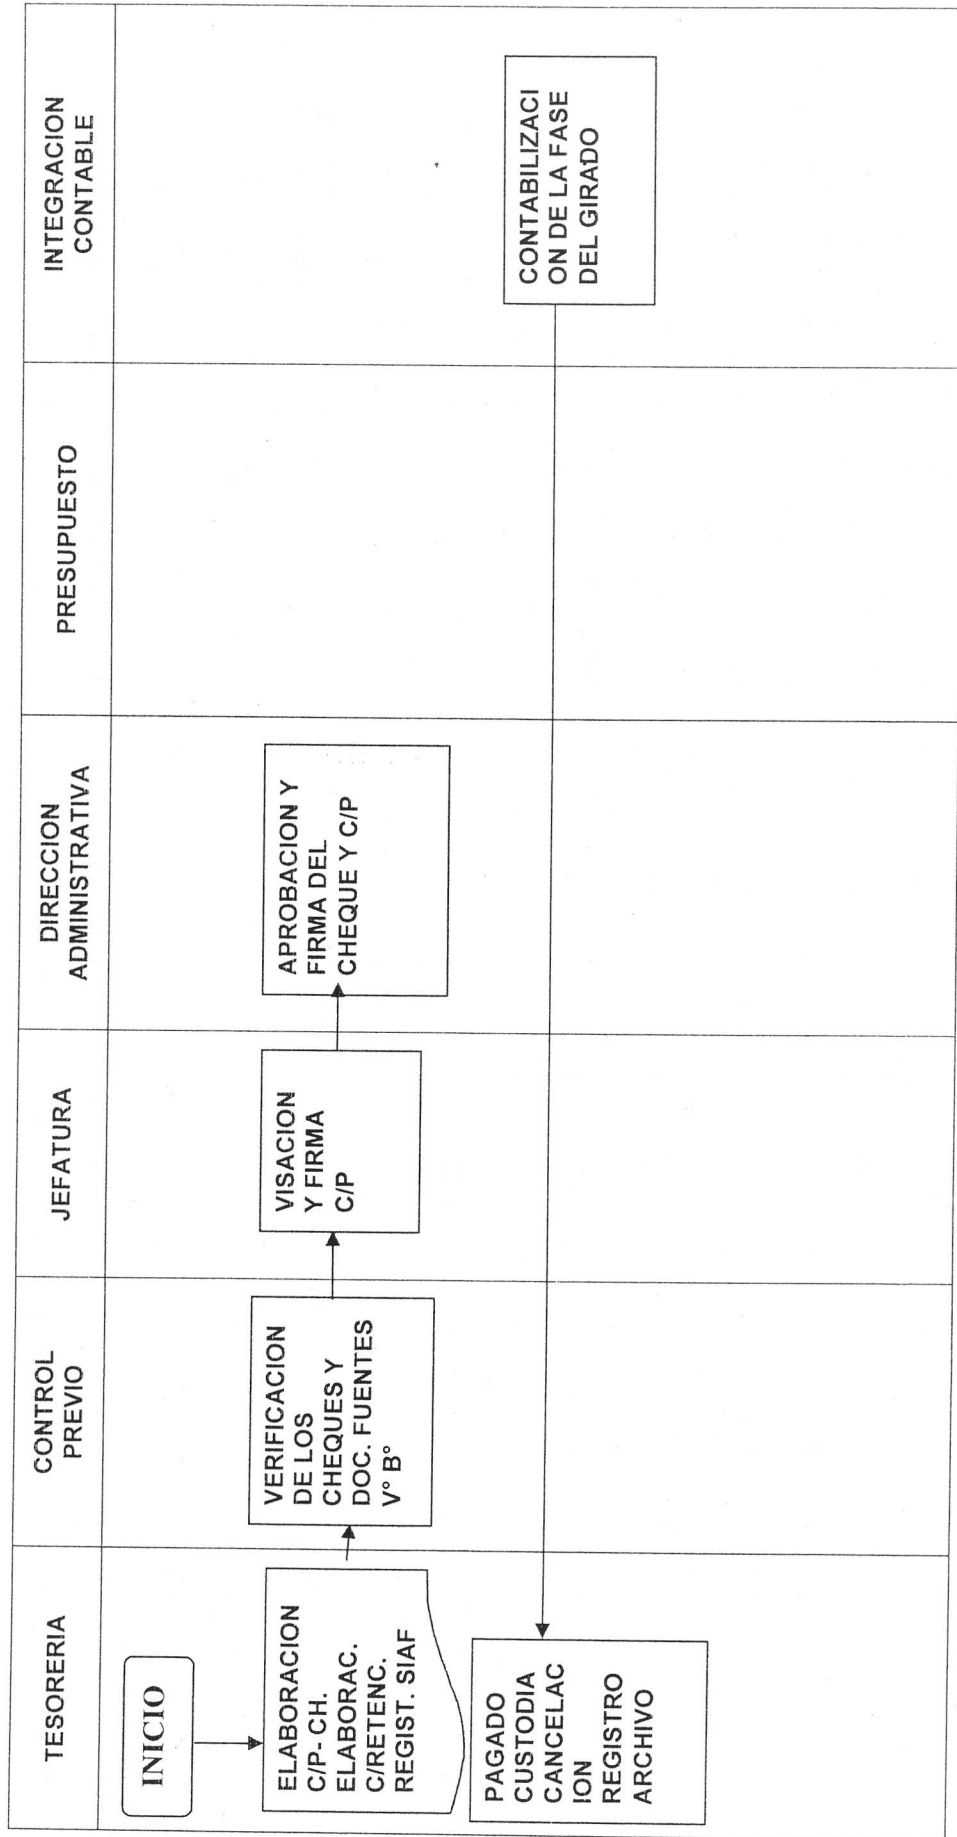 TESORERIA
CONTROL
PREVIO
JEFATURA
DIRECCION
ADMINISTRATIVA
PRESUPUESTO
INTEGRACION
CONTABLE
INICIO
ELABORACION
C/P- CH.
ELABORAC.
C/RETENC.
REGIST. SIAF
VERIFICACION
DE LOS
CHEQUES Y
DOC. FUENTES
V° B°
VISACION
Y FIRMA
C/P
APROBACION Y
FIRMA DEL
CHEQUE Y C/P
CONTABILIZACI
ON DE LA FASE
DEL GIRADO
PAGADO
CUSTODIA
CANCELAC
ION
REGISTRO
ARCHIVO